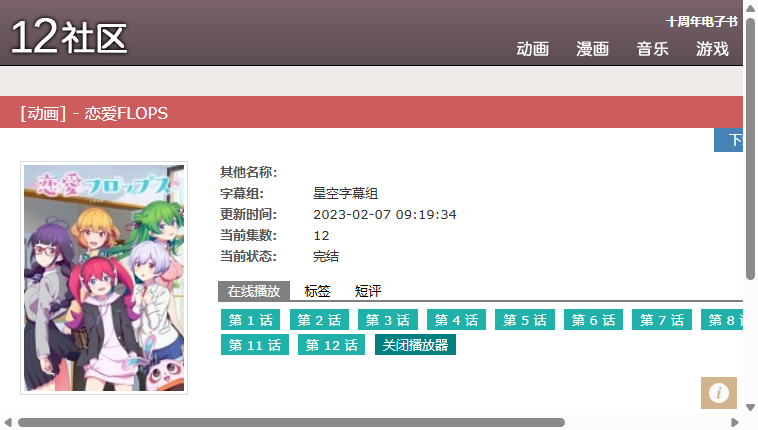 12社区
十周年电子书
动画 漫画 音乐 游戏
[动画] - 恋爱FLOPS
恋愛フロップス
其他名称:
字幕组: 星空字幕组
更新时间: 2023-02-07 09:19:34
当前集数: 12
当前状态: 完结
在线播放 标签 短评
第 1 话 第 2 话 第 3 话 第 4 话 第 5 话 第 6 话 第 7 话 第 8
第 11 话 第 12 话 关闭播放器